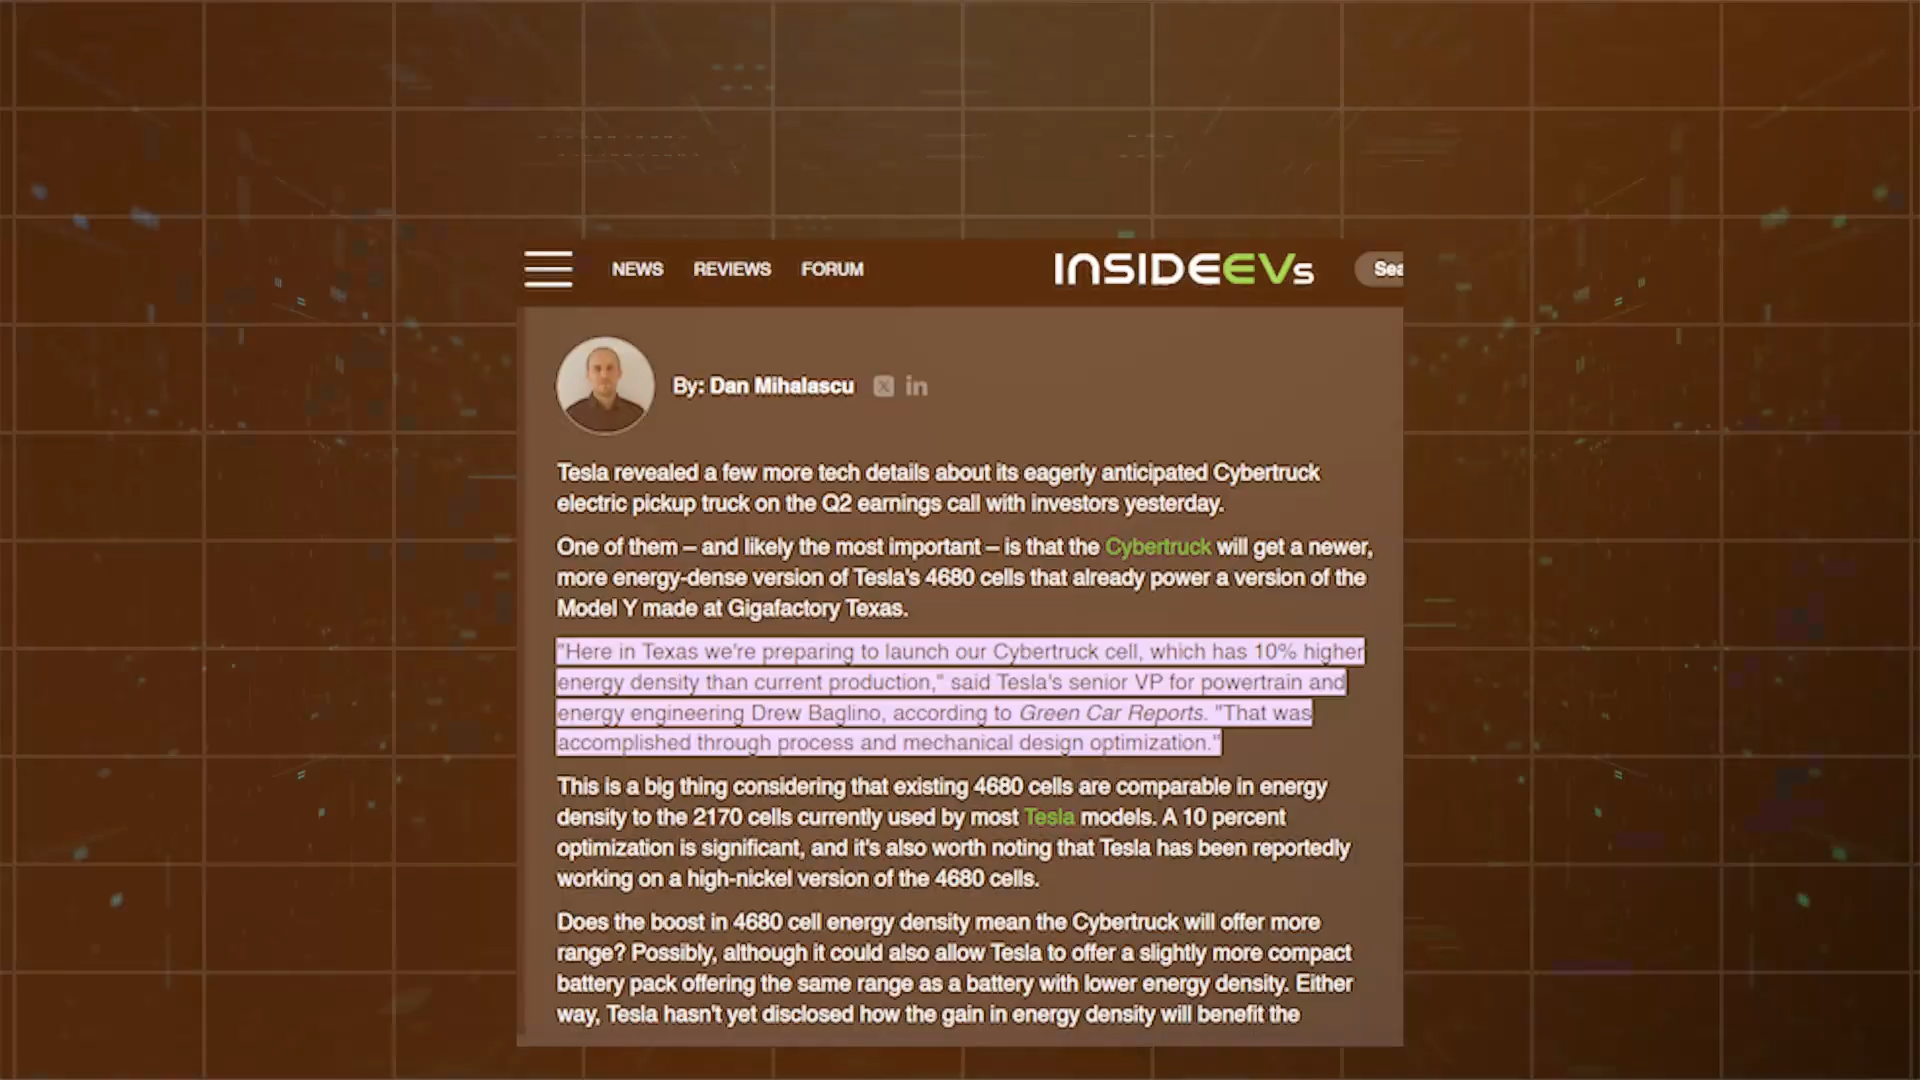 NEWS REVIEWS FORUM INSIDEEVs Sea
By: Dan Mihalascu in
Tesla revealed a few more tech details about its eagerly anticipated Cybertruck
electric pickup truck on the Q2 earnings call with investors yesterday.
One of them – and likely the most important – is that the Cybertruck will get a newer,
more energy-dense version of Tesla's 4680 cells that already power a version of the
Model Y made at Gigafactory Texas.
"Here in Texas we're preparing to launch our Cybertruck cell, which has 10% higher
energy density than current production," said Tesla's senior VP for powertrain and
energy engineering Drew Baglino, according to Green Car Reports. "That was
accomplished through process and mechanical design optimization."
This is a big thing considering that existing 4680 cells are comparable in energy
density to the 2170 cells currently used by most Tesla models. A 10 percent
optimization is significant, and it's also worth noting that Tesla has been reportedly
working on a high-nickel version of the 4680 cells.
Does the boost in 4680 cell energy density mean the Cybertruck will offer more
range? Possibly, although it could also allow Tesla to offer a slightly more compact
battery pack offering the same range as a battery with lower energy density. Either
way, Tesla hasn't yet disclosed how the gain in energy density will benefit the